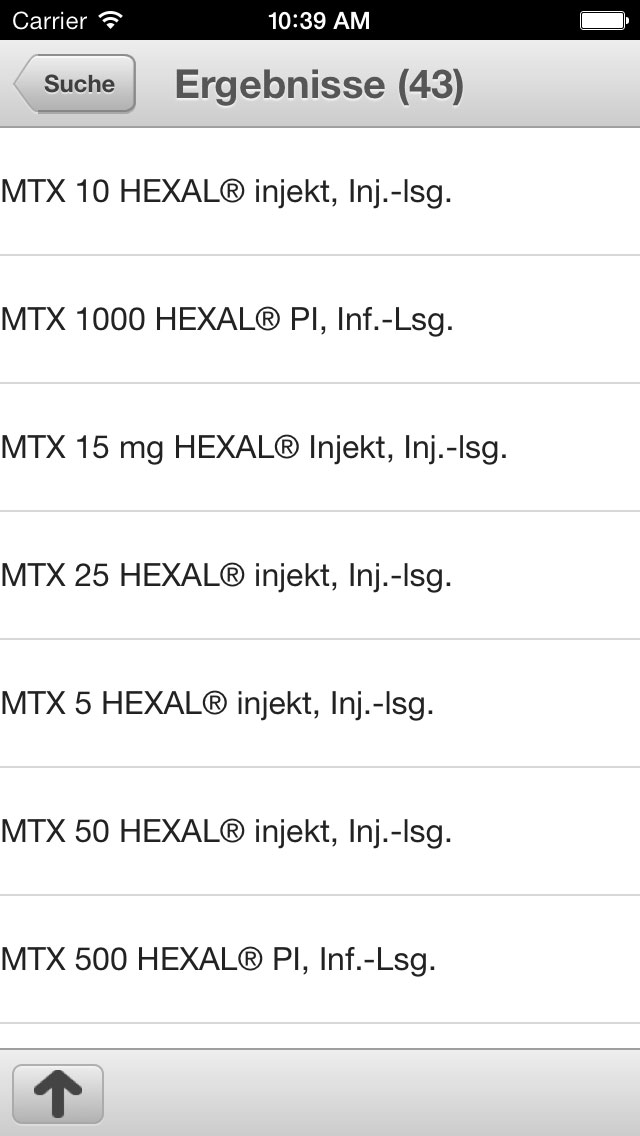 Carrier 10:39 AM
Suche Ergebnisse (43)
MTX 10 HEXAL® injekt, Inj.-lsg.
MTX 1000 HEXAL® PI, Inf.-Lsg.
MTX 15 mg HEXAL® Injekt, Inj.-lsg.
MTX 25 HEXAL® injekt, Inj.-lsg.
MTX 5 HEXAL® injekt, Inj.-lsg.
MTX 50 HEXAL® injekt, Inj.-lsg.
MTX 500 HEXAL® PI, Inf.-Lsg.